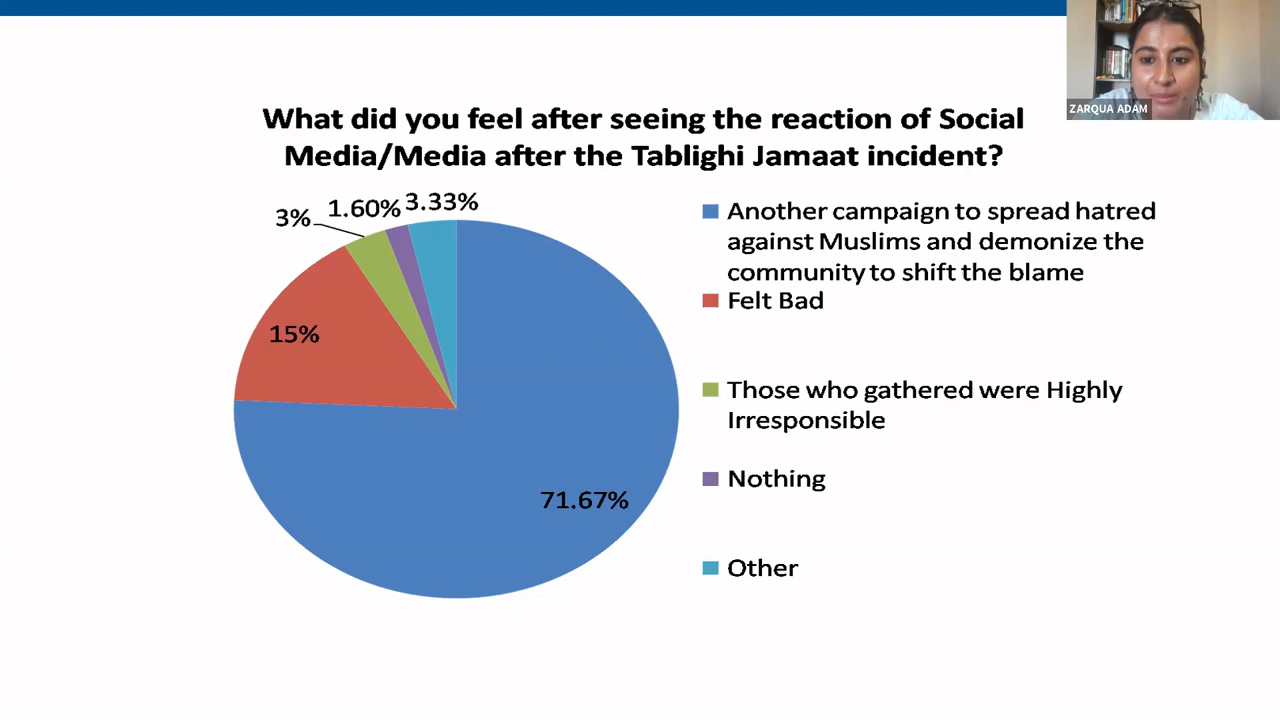 ZARQUA ADAM
What did you feel after seeing the reaction of Social
Media/Media after the Tablighi Jamaat incident?
3%
1.60%
3.33%
15%
71.67%
Another campaign to spread hatred
against Muslims and demonize the
community to shift the blame
Felt Bad
Those who gathered were Highly
Irresponsible
Nothing
Other